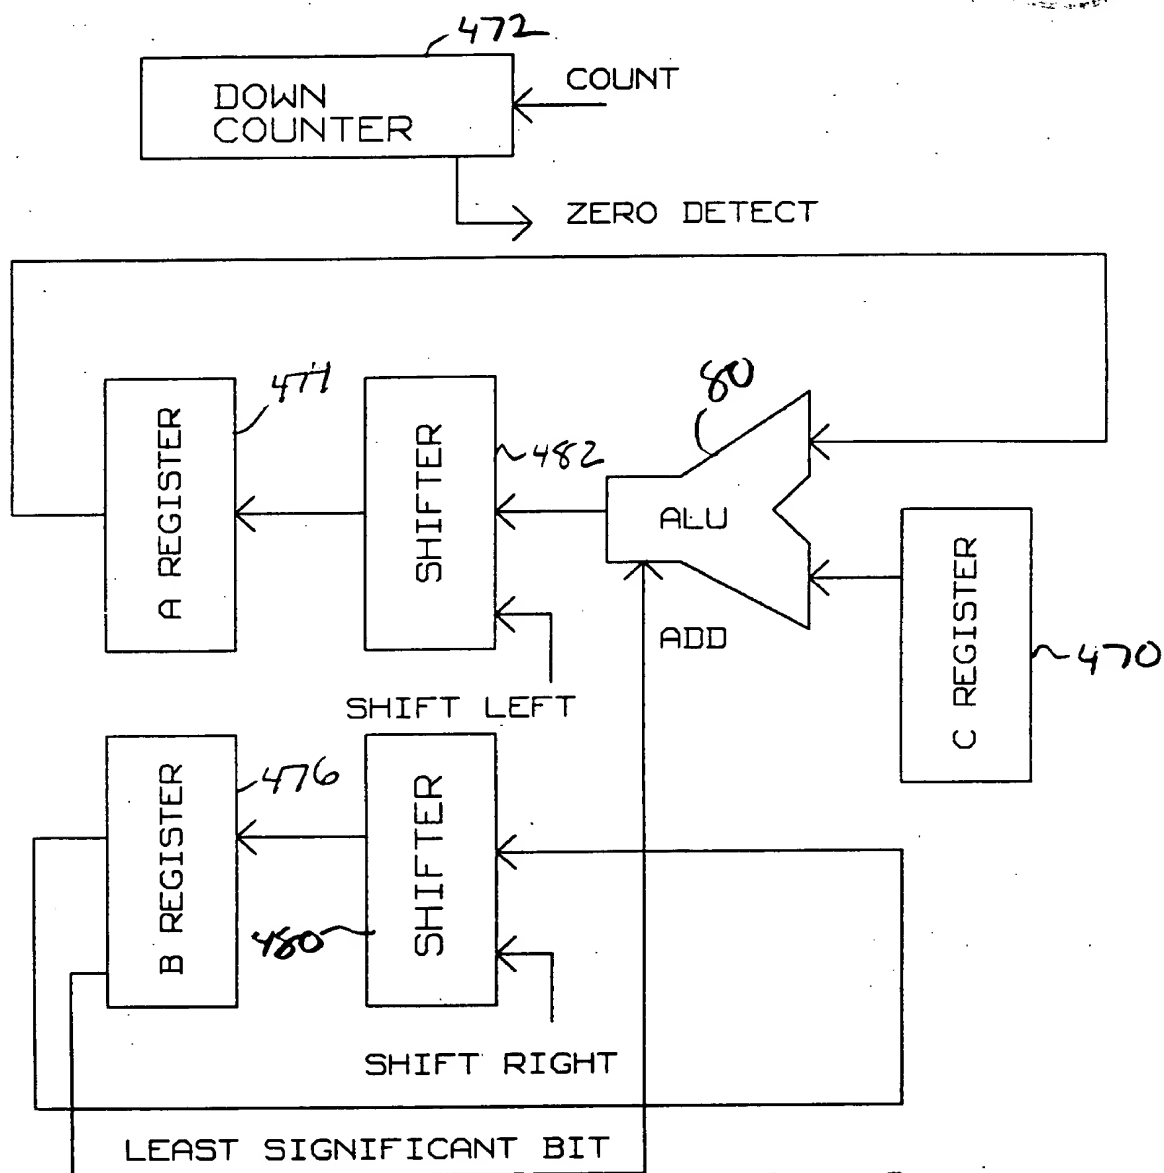 472
DOWN
COUNTER
COUNT
ZERO DETECT
A REGISTER
SHIFTER
482
80
ALU
ADD
C REGISTER
470
SHIFT LEFT
B REGISTER
476
SHIFTER
480
SHIFT RIGHT
LEAST SIGNIFICANT BIT